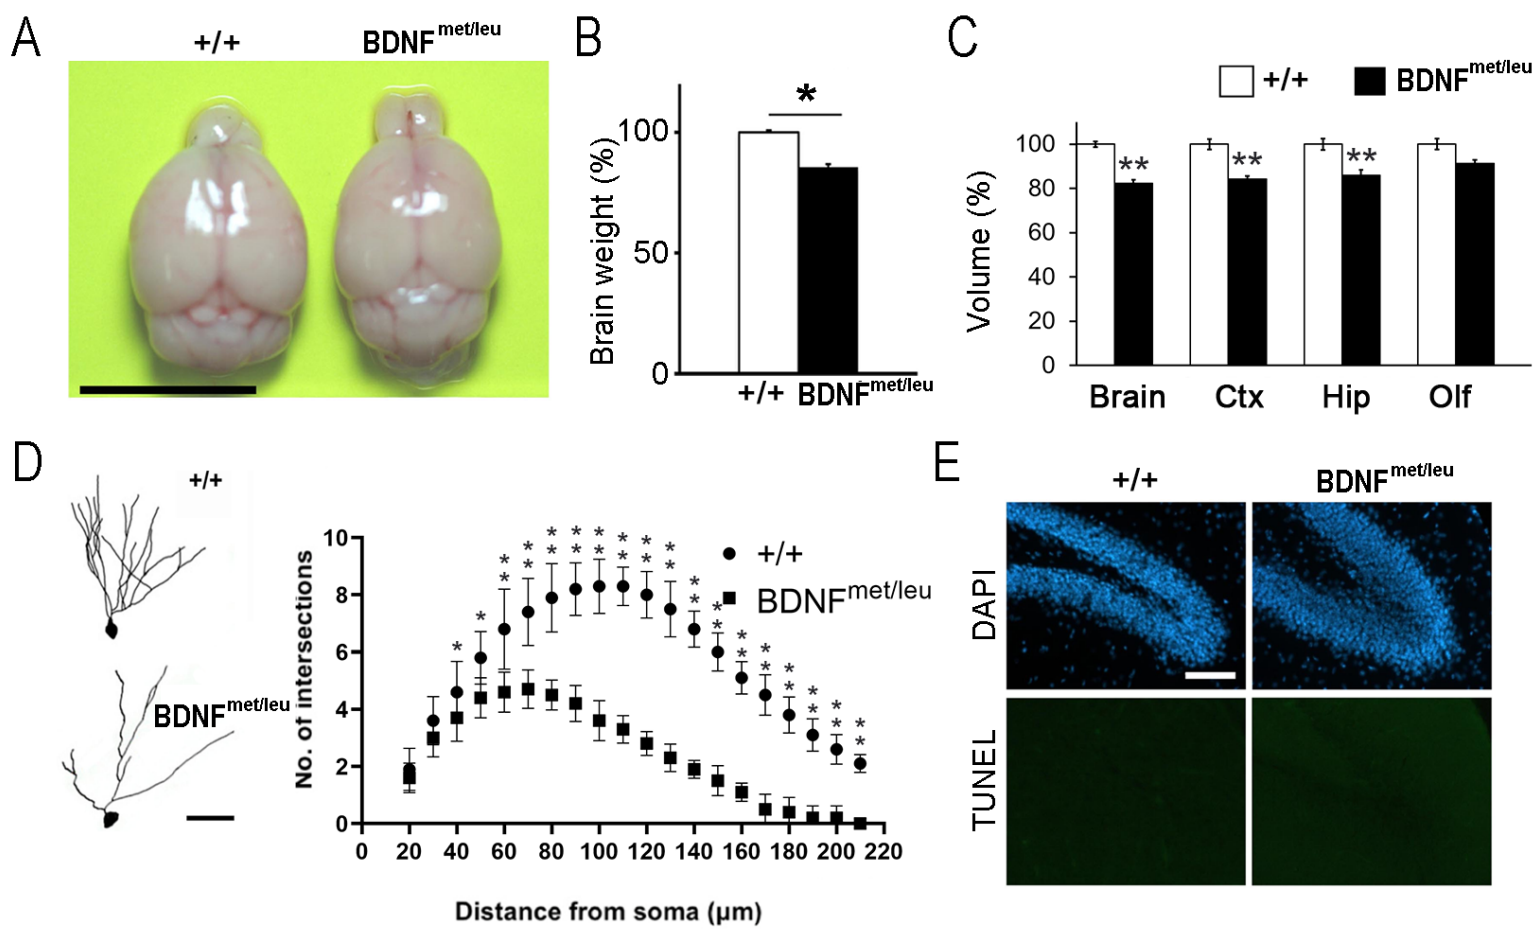 A
+/+
BDNF^met/leu
B
*
100
50
0
Brain weight (%)
+/+ BDNF^met/leu
C
+/+
BDNF^met/leu
100
80
60
40
20
0
Volume (%)
**
**
**
Brain
Ctx
Hip
Olf
D
+/+
BDNF^met/leu
10
8
6
4
2
0
No. of intersections
* * ** ** ** ** ** ** ** ** ** ** ** ** ** ** ** ** **
+/+
BDNF^met/leu
0 20 40 60 80 100 120 140 160 180 200 220
Distance from soma (µm)
E
+/+
BDNF^met/leu
DAPI
TUNEL